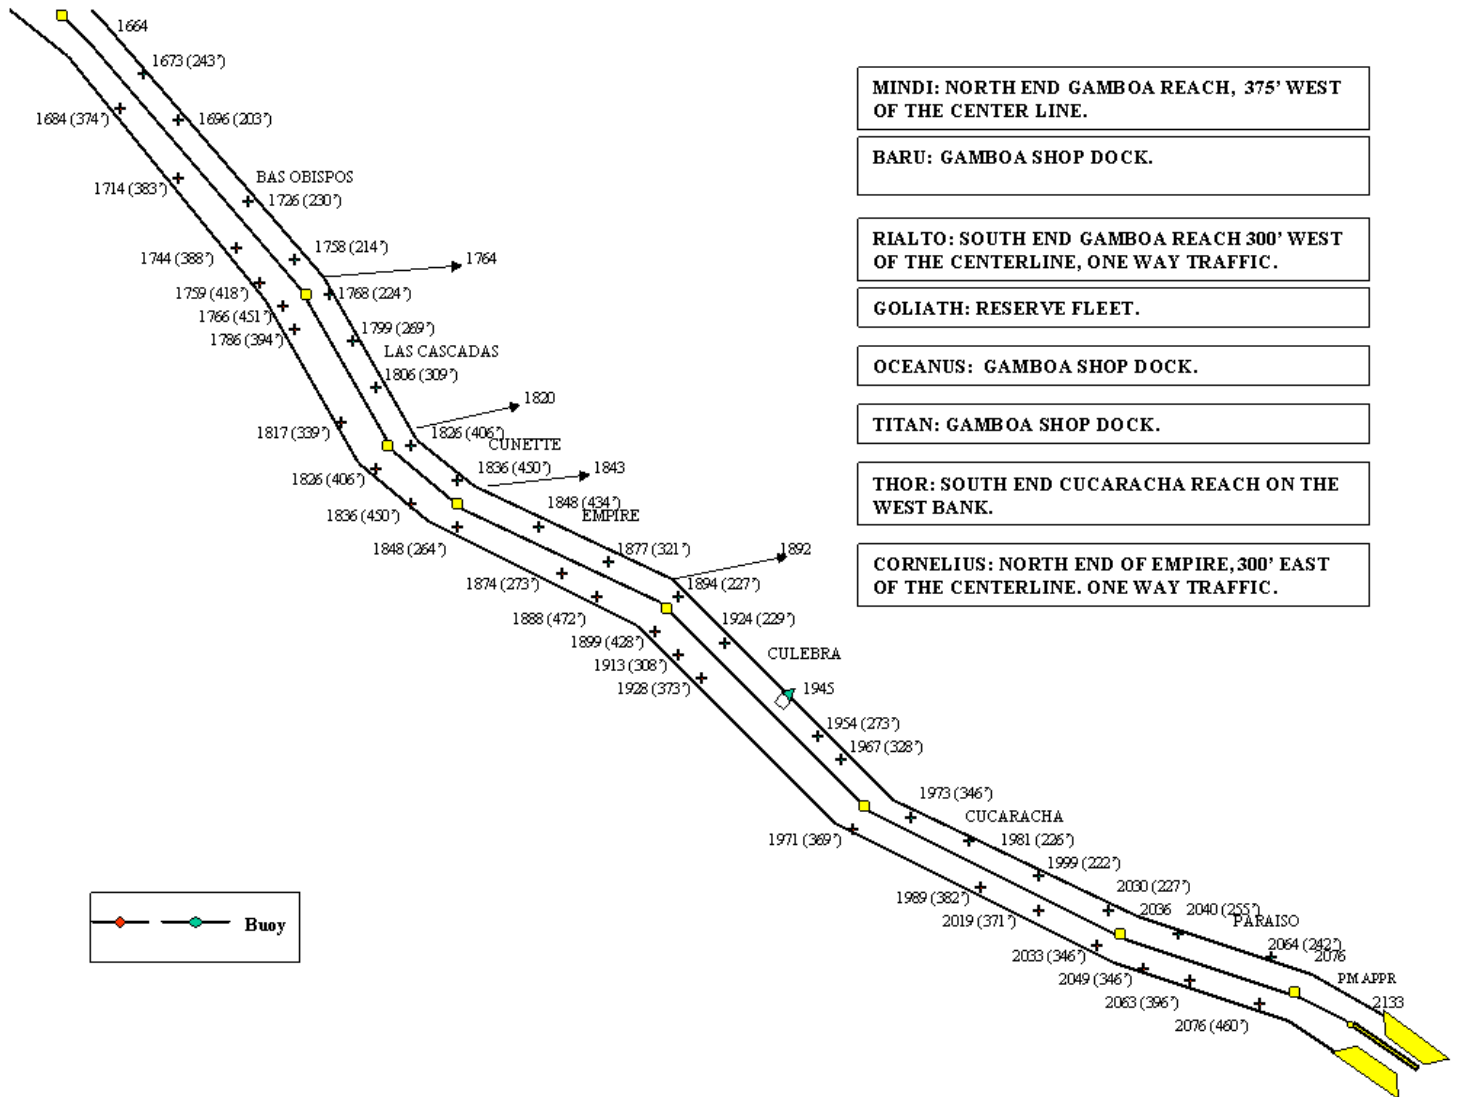 1664
1673 (243’)
1684 (374’)
1696 (203’)
BAS OBISPOS
1714 (383’)
1726 (230’)
1758 (214’)
1744 (388’)
1764
1759 (418’)
1768 (224’)
1766 (451’)
1799 (269’)
1786 (394’)
LAS CASCADAS
1806 (309’)
1820
1817 (339’)
1826 (406’)
CUNETTE
1836 (450’)
1843
1826 (406’)
1848 (434’)
1836 (450’)
EMPIRE
1848 (264’)
1877 (321’)
1892
1874 (273’)
1894 (227’)
1888 (472’)
1924 (229’)
1899 (428’)
CULEBRA
1913 (308’)
1928 (373’)
1945
1954 (273’)
1967 (328’)
1973 (346’)
CUCARACHA
1971 (369’)
1981 (226’)
1999 (222’)
2030 (227’)
1989 (382’)
2036
2040 (255’)
2019 (371’)
PARAISO
2064 (242’)
2033 (346’)
2076
2049 (346’)
PM APPR
2063 (396’)
2133
2076 (460’)
MINDI: NORTH END GAMBOA REACH, 375’ WEST
OF THE CENTER LINE.
BARU: GAMBOA SHOP DOCK.
RIALTO: SOUTH END GAMBOA REACH 300’ WEST
OF THE CENTERLINE, ONE WAY TRAFFIC.
GOLIATH: RESERVE FLEET.
OCEANUS: GAMBOA SHOP DOCK.
TITAN: GAMBOA SHOP DOCK.
THOR: SOUTH END CUCARACHA REACH ON THE
WEST BANK.
CORNELIUS: NORTH END OF EMPIRE, 300’ EAST
OF THE CENTERLINE. ONE WAY TRAFFIC.
Buoy